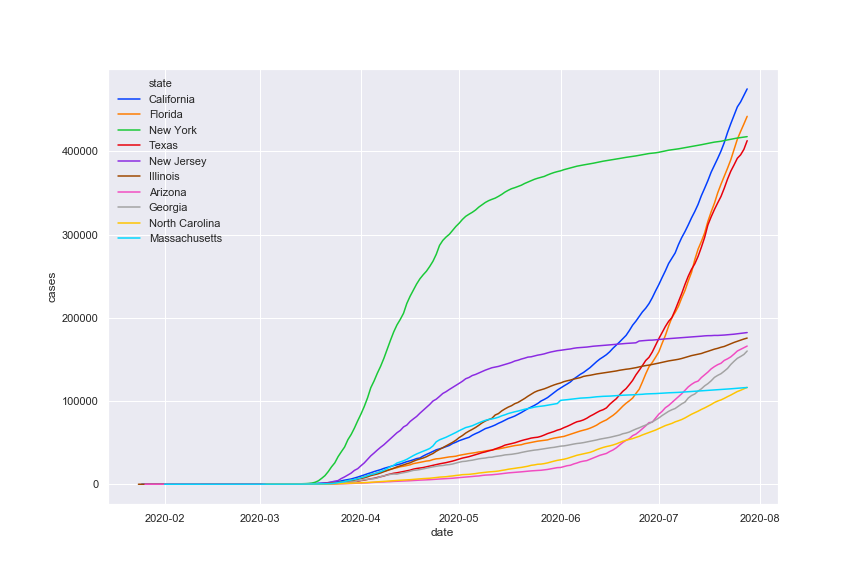 state
California
Florida
New York
Texas
New Jersey
Illinois
Arizona
Georgia
North Carolina
Massachusetts
cases
400000
300000
200000
100000
0
2020-02 2020-03 2020-04 2020-05 2020-06 2020-07 2020-08
date